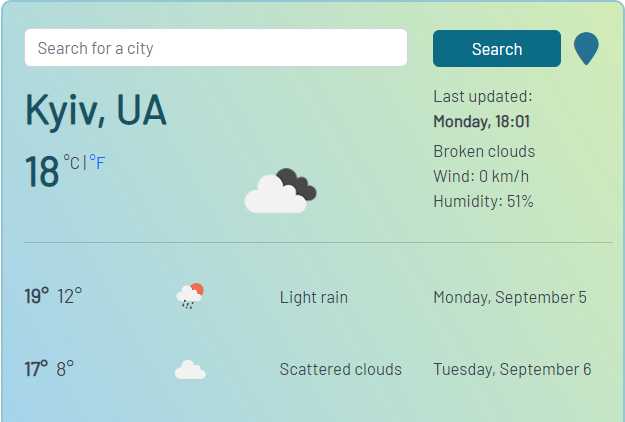 Search for a city
Search
Kyiv, UA
Last updated:
Monday, 18:01
18 °C | °F
Broken clouds
Wind: 0 km/h
Humidity: 51%
19° 12° Light rain Monday, September 5
17° 8° Scattered clouds Tuesday, September 6